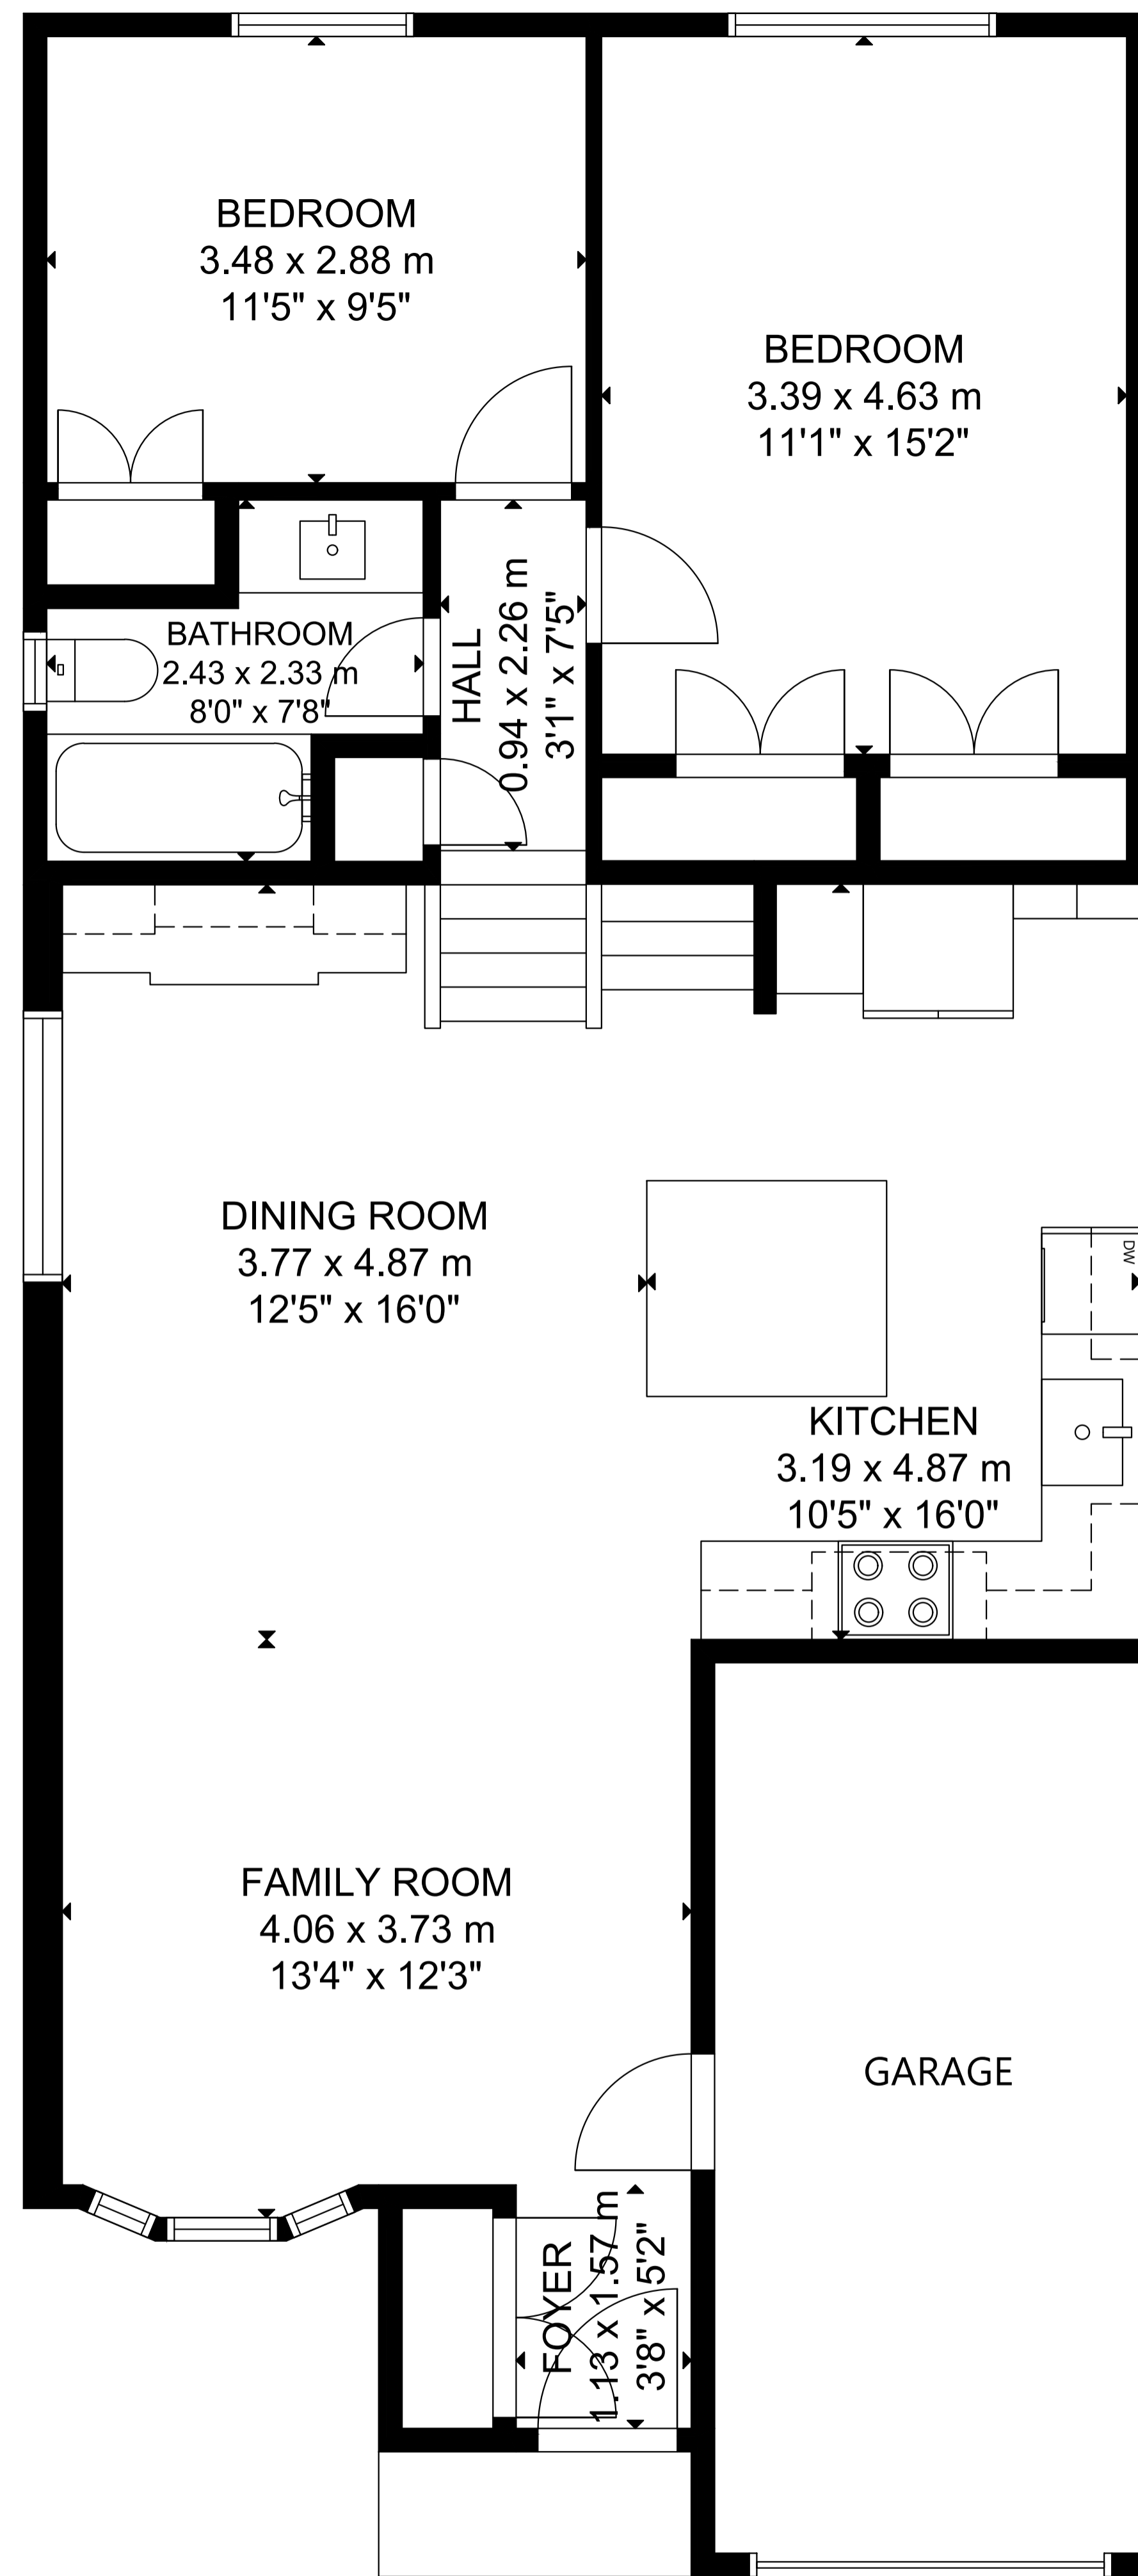 BEDROOM
3.48 x 2.88 m
11'5" x 9'5"
BEDROOM
3.39 x 4.63 m
11'1" x 15'2"
BATHROOM
2.43 x 2.33 m
8'0" x 7'8"
HALL
0.94 x 2.26 m
3'1" x 7'5"
DINING ROOM
3.77 x 4.87 m
12'5" x 16'0"
DW
KITCHEN
3.19 x 4.87 m
10'5" x 16'0"
FAMILY ROOM
4.06 x 3.73 m
13'4" x 12'3"
GARAGE
FOYER
1.13 x 1.57 m
3'8" x 5'2"